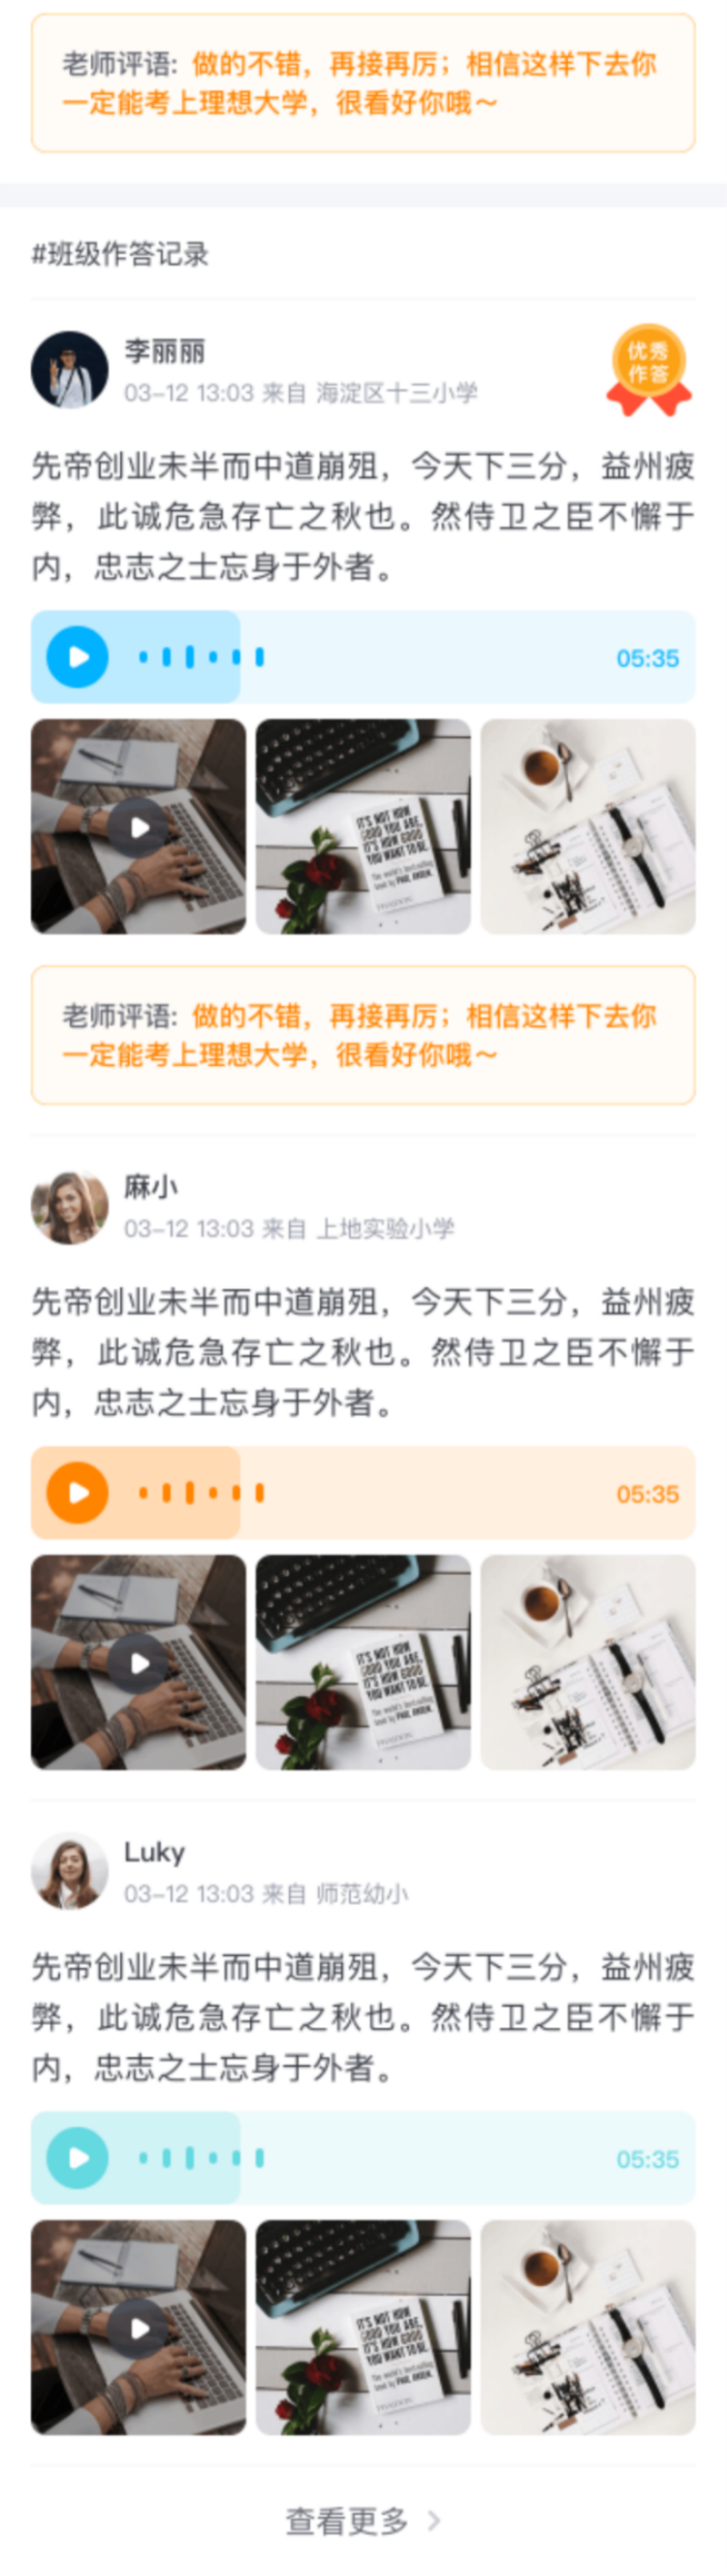 老师评语: 做的不错，再接再厉；相信这样下去你
一定能考上理想大学，很看好你哦～
#班级作答记录
李丽丽
03-12 13:03 来自 海淀区十三小学
优秀
作答
先帝创业未半而中道崩殂，今天下三分，益州疲
弊，此诚危急存亡之秋也。然侍卫之臣不懈于
内，忠志之士忘身于外者。
05:35
IT'S NOT HOW
GOOD YOU ARE,
IT'S HOW GOOD
YOU WANT TO BE.
The world's best-selling
book by PHIL ARDEN.
老师评语: 做的不错，再接再厉；相信这样下去你
一定能考上理想大学，很看好你哦～
麻小
03-12 13:03 来自 上地实验小学
先帝创业未半而中道崩殂，今天下三分，益州疲
弊，此诚危急存亡之秋也。然侍卫之臣不懈于
内，忠志之士忘身于外者。
05:35
IT'S NOT HOW
GOOD YOU ARE,
IT'S HOW GOOD
YOU WANT TO BE.
The world's best-selling
book by PHIL ARDEN.
Luky
03-12 13:03 来自 师范幼小
先帝创业未半而中道崩殂，今天下三分，益州疲
弊，此诚危急存亡之秋也。然侍卫之臣不懈于
内，忠志之士忘身于外者。
05:35
IT'S NOT HOW
GOOD YOU ARE,
IT'S HOW GOOD
YOU WANT TO BE.
The world's best-selling
book by PHIL ARDEN.
查看更多